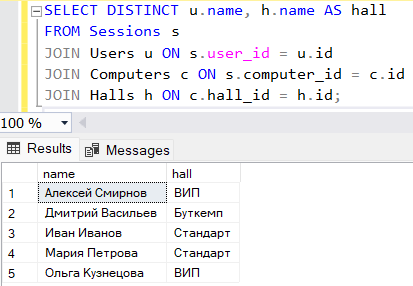 SELECT DISTINCT u.name, h.name AS hall
FROM Sessions s
JOIN Users u ON s.user_id = u.id
JOIN Computers c ON s.computer_id = c.id
JOIN Halls h ON c.hall_id = h.id;
100 %
Results Messages
name hall
1 Алексей Смирнов ВИП
2 Дмитрий Васильев Буткемп
3 Иван Иванов Стандарт
4 Мария Петрова Стандарт
5 Ольга Кузнецова ВИП